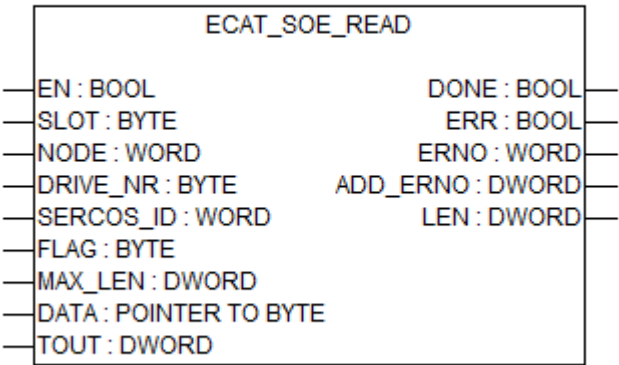 ECAT_SOE_READ
EN : BOOL DONE : BOOL
SLOT : BYTE ERR : BOOL
NODE : WORD ERNO : WORD
DRIVE_NR : BYTE ADD_ERNO : DWORD
SERCOS_ID : WORD LEN : DWORD
FLAG : BYTE
MAX_LEN : DWORD
DATA : POINTER TO BYTE
TOUT : DWORD